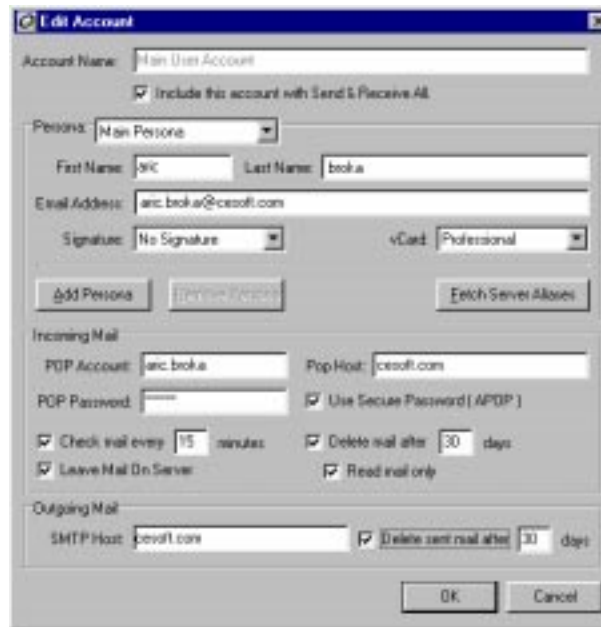 Edit Account
Account Name: Main User Account
Include this account with Send & Receive All
Persona: Main Persona
First Name: aric Last Name: broka
Email Address: aric.broka@cesoft.com
Signature: No Signature vCard: Professional
Add Persona Remove Persona Fetch Server Aliases
Incoming Mail
POP Account: aric.broka Pop Host: cesoft.com
POP Password: ******
Use Secure Password ( APOP )
Check mail every 15 minutes Delete mail after 30 days
Leave Mail On Server Read mail only
Outgoing Mail
SMTP Host: cesoft.com Delete sent mail after 30 days
OK Cancel